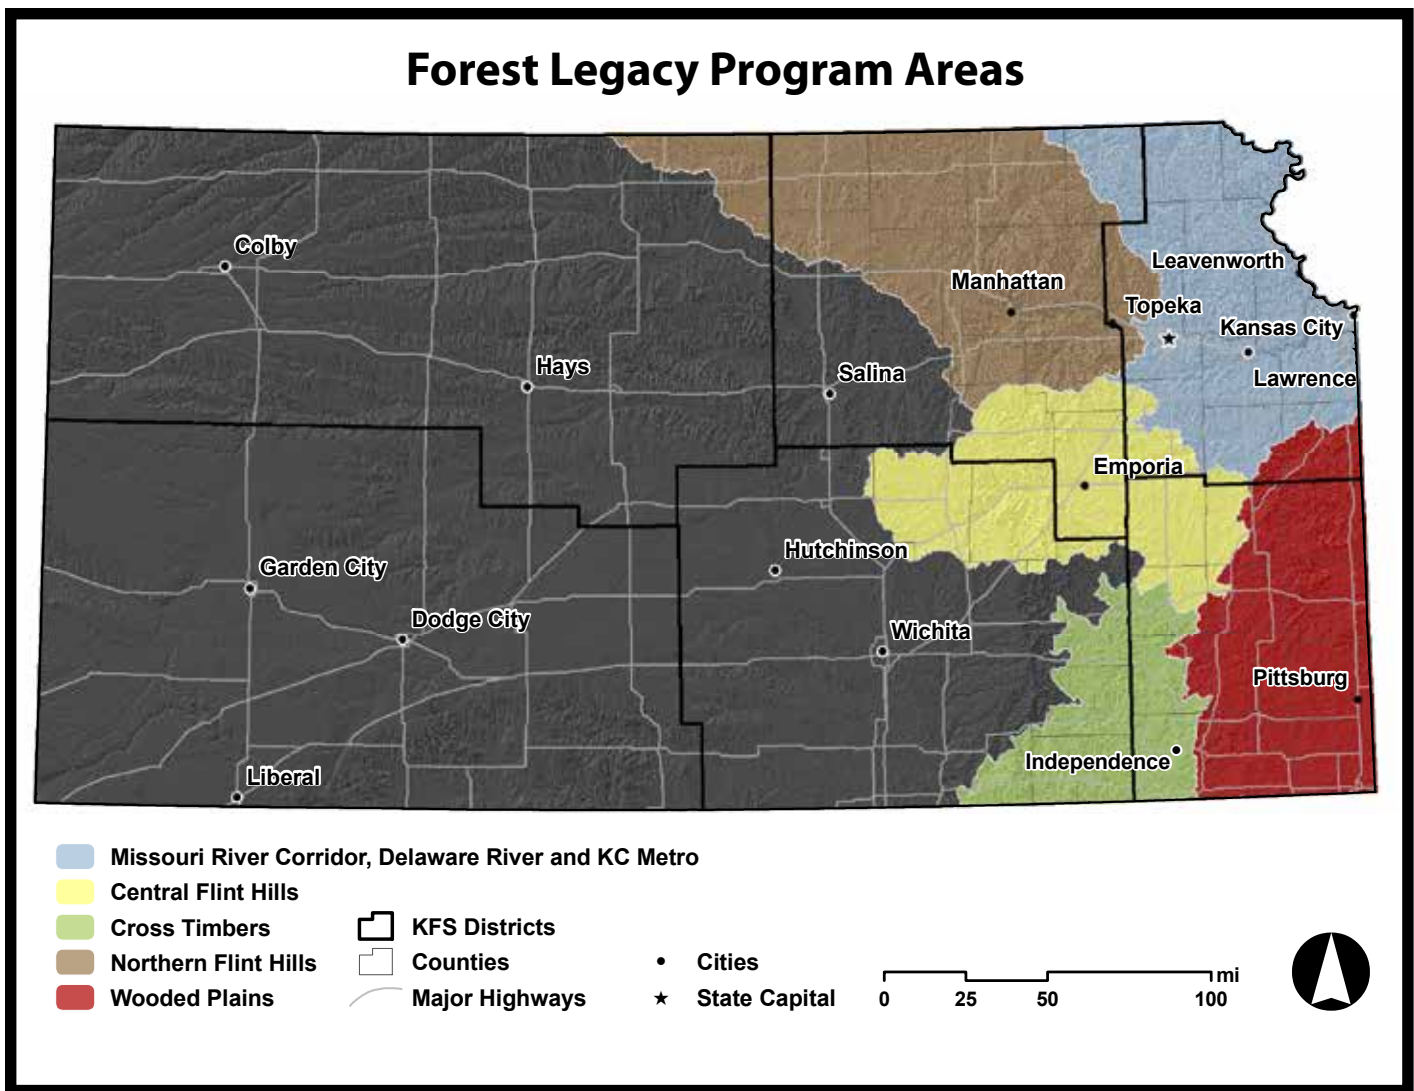 Forest Legacy Program Areas
Colby
Leavenworth
Manhattan
Topeka
Kansas City
Hays
Salina
Lawrence
Emporia
Hutchinson
Garden City
Dodge City
Wichita
Pittsburg
Independence
Liberal
Missouri River Corridor, Delaware River and KC Metro
Central Flint Hills
Cross Timbers
Northern Flint Hills
Wooded Plains
KFS Districts
Counties
Major Highways
Cities
State Capital
mi
0 25 50 100